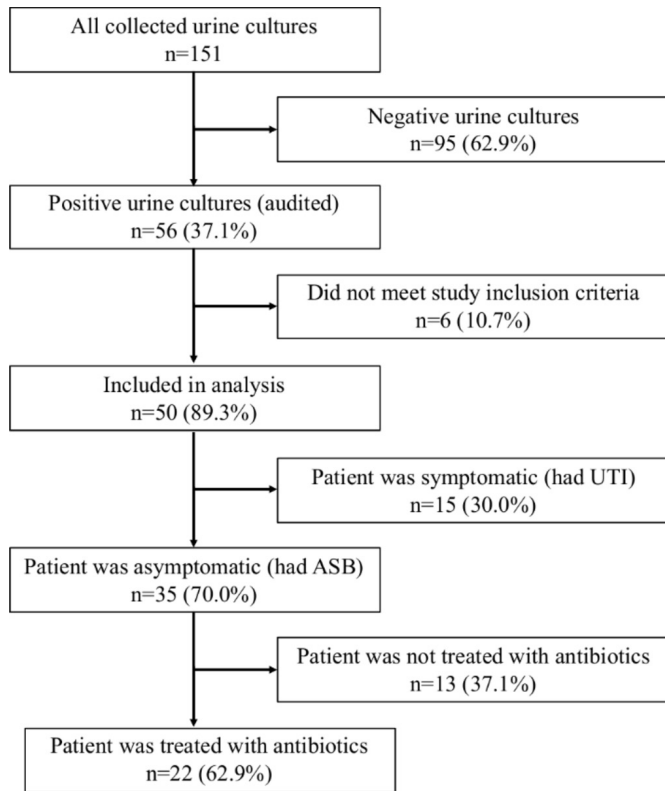 All collected urine cultures
n=151
Negative urine cultures
n=95 (62.9%)
Positive urine cultures (audited)
n=56 (37.1%)
Did not meet study inclusion criteria
n=6 (10.7%)
Included in analysis
n=50 (89.3%)
Patient was symptomatic (had UTI)
n=15 (30.0%)
Patient was asymptomatic (had ASB)
n=35 (70.0%)
Patient was not treated with antibiotics
n=13 (37.1%)
Patient was treated with antibiotics
n=22 (62.9%)